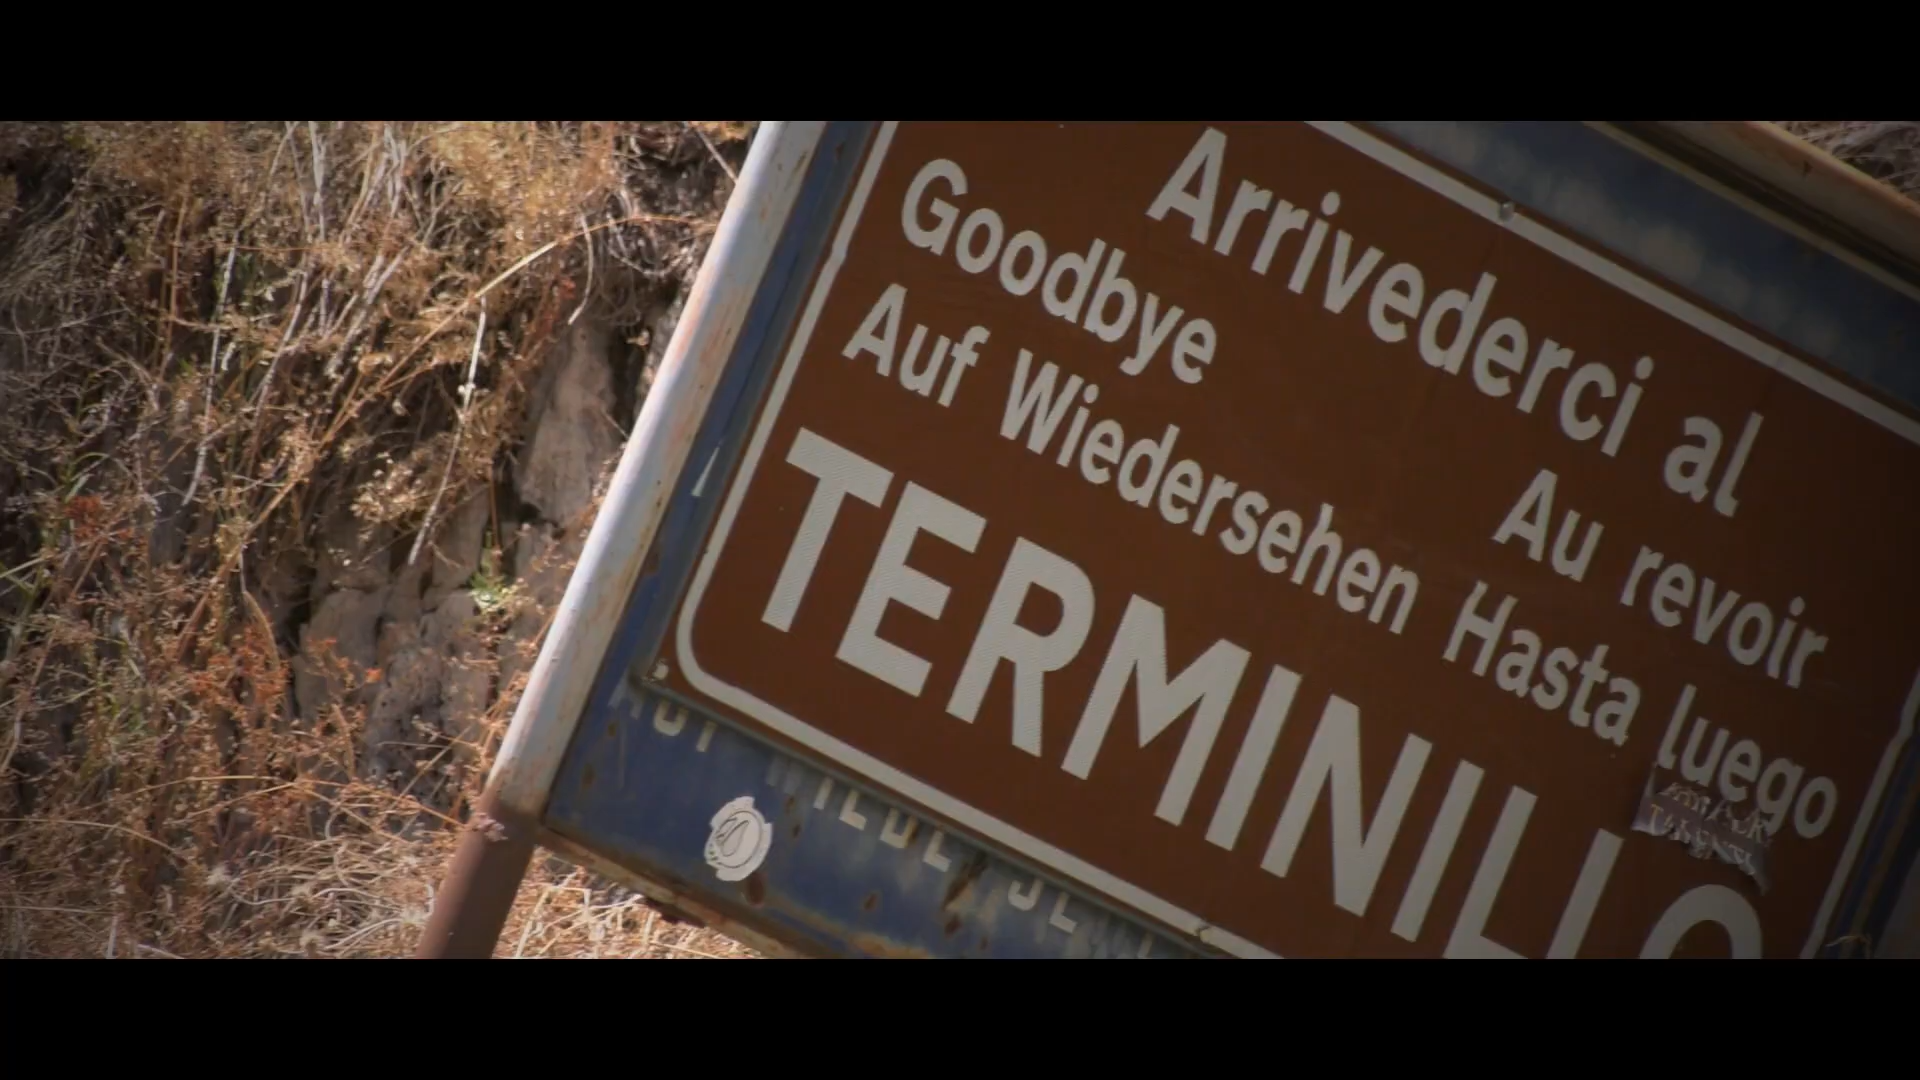 Arrivederci al
Goodbye Au revoir
Auf Wiedersehen Hasta luego
TERMINILLO